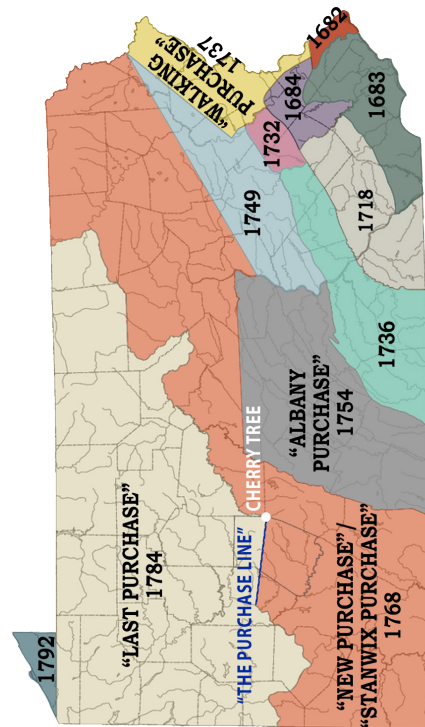 1682
"WALKING
PURCHASE"
1737
1684
1683
1732
1718
1749
1736
"ALBANY
PURCHASE"
1754
CHERRY TREE
"THE PURCHASE LINE"
"LAST PURCHASE"
1784
"NEW PURCHASE"/
"STANWIX PURCHASE"
1768
1792